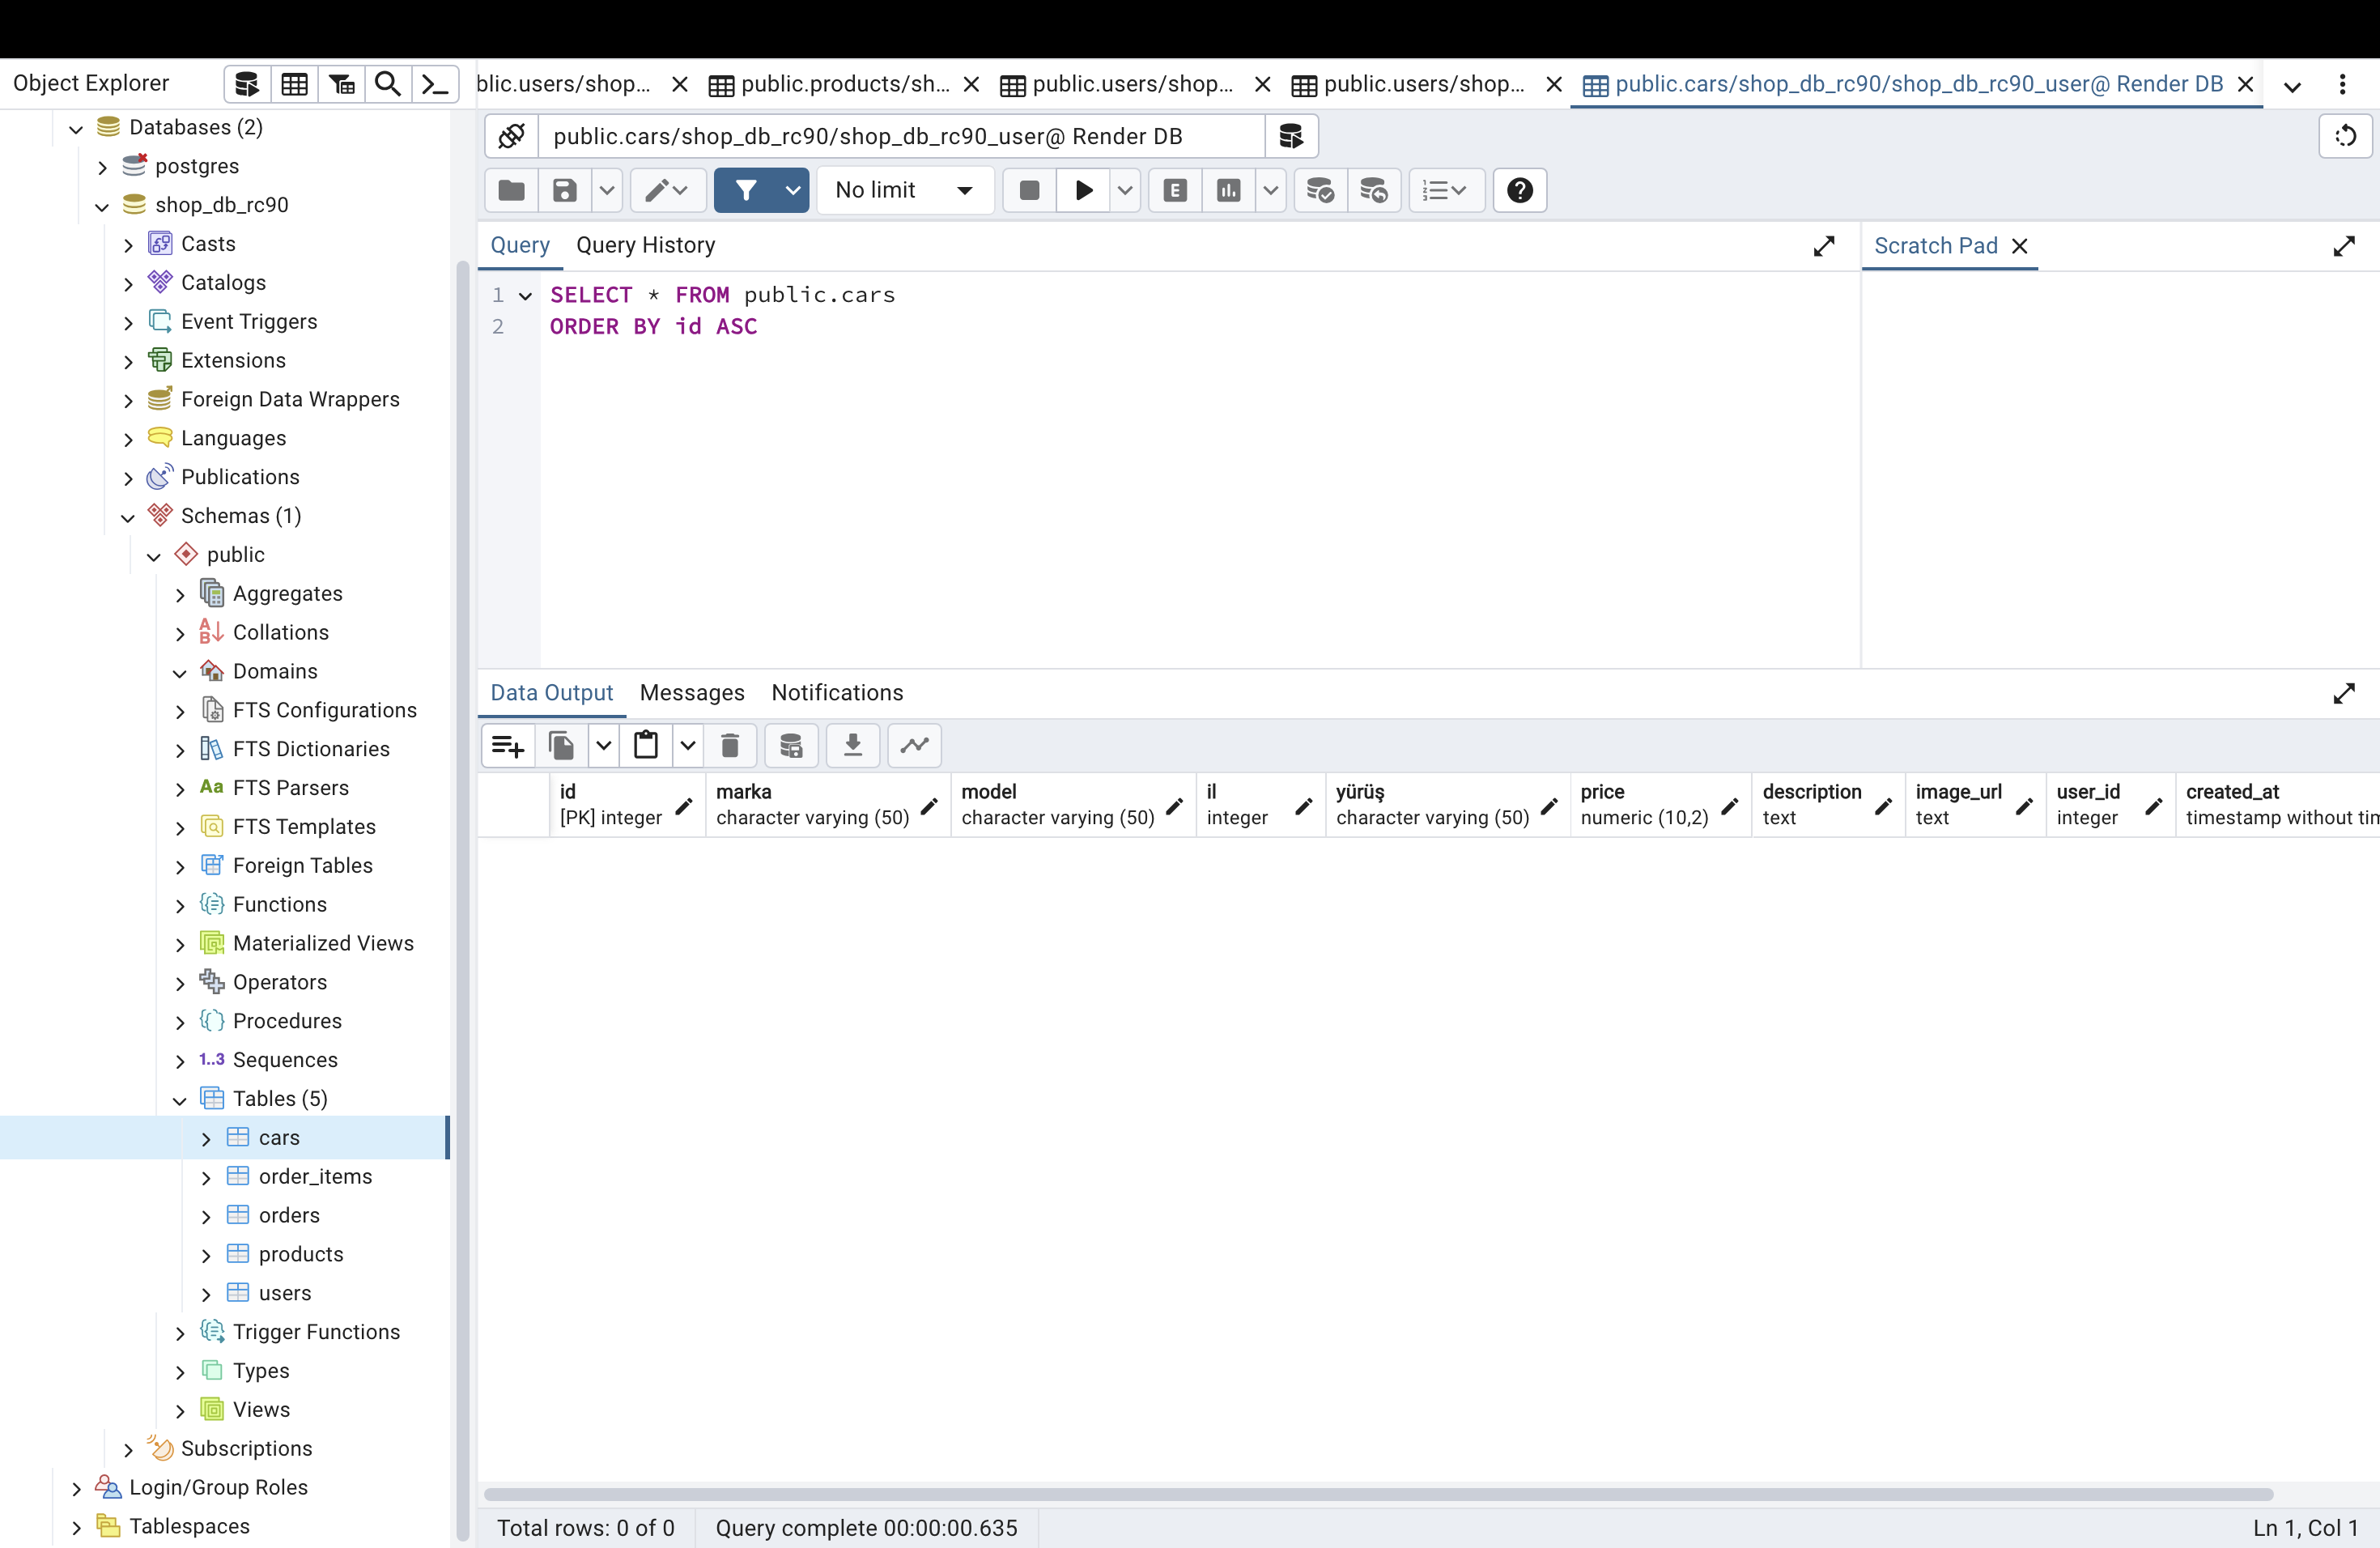 Object Explorer
blic.users/shop...
public.products/sh...
public.users/shop...
public.users/shop...
public.cars/shop_db_rc90/shop_db_rc90_user@ Render DB
Databases (2)
postgres
shop_db_rc90
Casts
Catalogs
Event Triggers
Extensions
Foreign Data Wrappers
Languages
Publications
Schemas (1)
public
Aggregates
Collations
Domains
FTS Configurations
FTS Dictionaries
Aa FTS Parsers
FTS Templates
Foreign Tables
Functions
Materialized Views
Operators
Procedures
1..3 Sequences
Tables (5)
cars
order_items
orders
products
users
Trigger Functions
Types
Views
Subscriptions
Login/Group Roles
Tablespaces
public.cars/shop_db_rc90/shop_db_rc90_user@ Render DB
No limit
E
Query Query History
Scratch Pad
1 SELECT * FROM public.cars
2 ORDER BY id ASC
Data Output Messages Notifications
id
[PK] integer
marka
character varying (50)
model
character varying (50)
il
integer
yürüş
character varying (50)
price
numeric (10,2)
description
text
image_url
text
user_id
integer
created_at
timestamp without tim
Total rows: 0 of 0
Query complete 00:00:00.635
Ln 1, Col 1